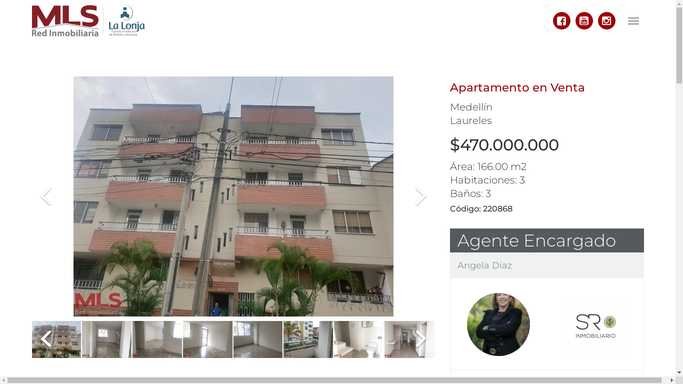 MLS
Red Inmobiliaria
La Lonja
Apartamento en Venta
Medellín
Laureles
$470.000.000
Área: 166.00 m2
Habitaciones: 3
Baños: 3
Código: 220868
Agente Encargado
Angela Diaz
SR
INMOBILIARIO
MLS